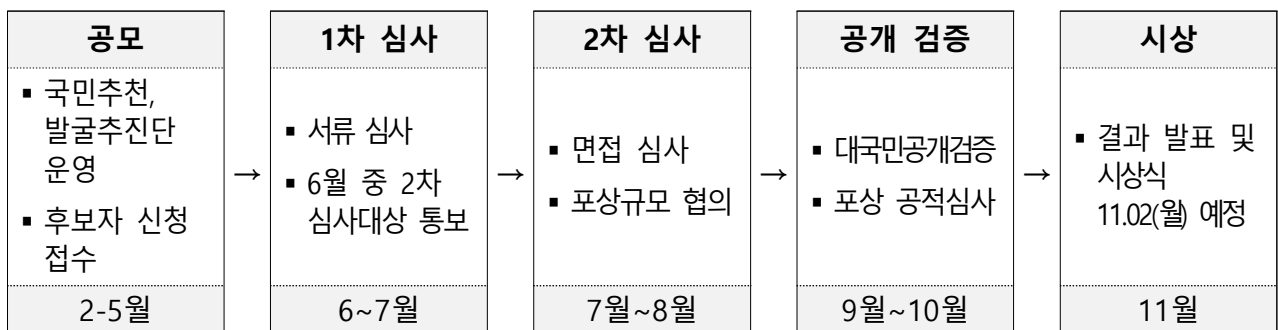 공모
▪ 국민추천,
발굴추진단
운영
▪ 후보자 신청
접수
2-5월
→
1차 심사
▪ 서류 심사
▪ 6월 중 2차
심사대상 통보
6~7월
→
2차 심사
▪ 면접 심사
▪ 포상규모 협의
7월~8월
→
공개 검증
▪ 대국민공개검증
▪ 포상 공적심사
9월~10월
→
시상
▪ 결과 발표 및
시상식
11.02(월) 예정
11월